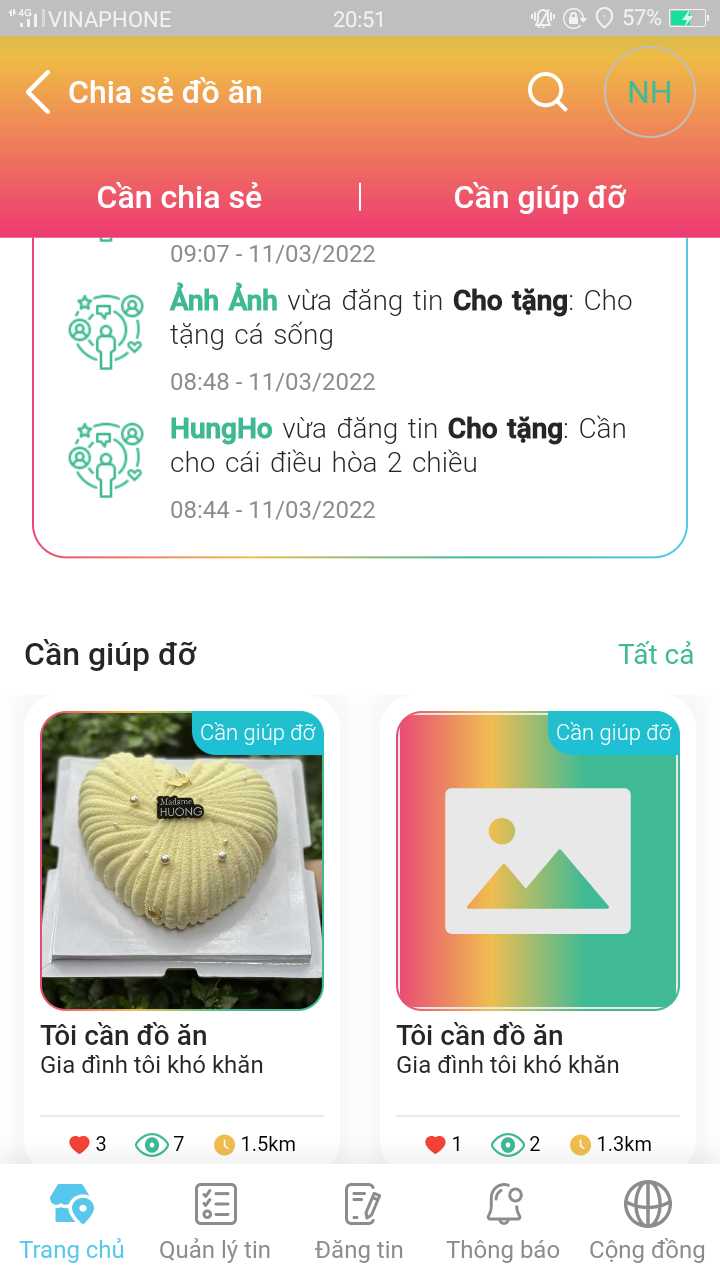 4G VINAPHONE 20:51 57%
Chia sẻ đồ ăn NH
Cần chia sẻ | Cần giúp đỡ
09:07 - 11/03/2022
Ảnh Ảnh vừa đăng tin Cho tặng: Cho
tặng cá sống
08:48 - 11/03/2022
HungHo vừa đăng tin Cho tặng: Cần
cho cái điều hòa 2 chiều
08:44 - 11/03/2022
Cần giúp đỡ Tất cả
Cần giúp đỡ
Madame
HUONG
Tôi cần đồ ăn
Gia đình tôi khó khăn
3 7 1.5km
Cần giúp đỡ
Tôi cần đồ ăn
Gia đình tôi khó khăn
1 2 1.3km
Trang chủ Quản lý tin Đăng tin Thông báo Cộng đồng